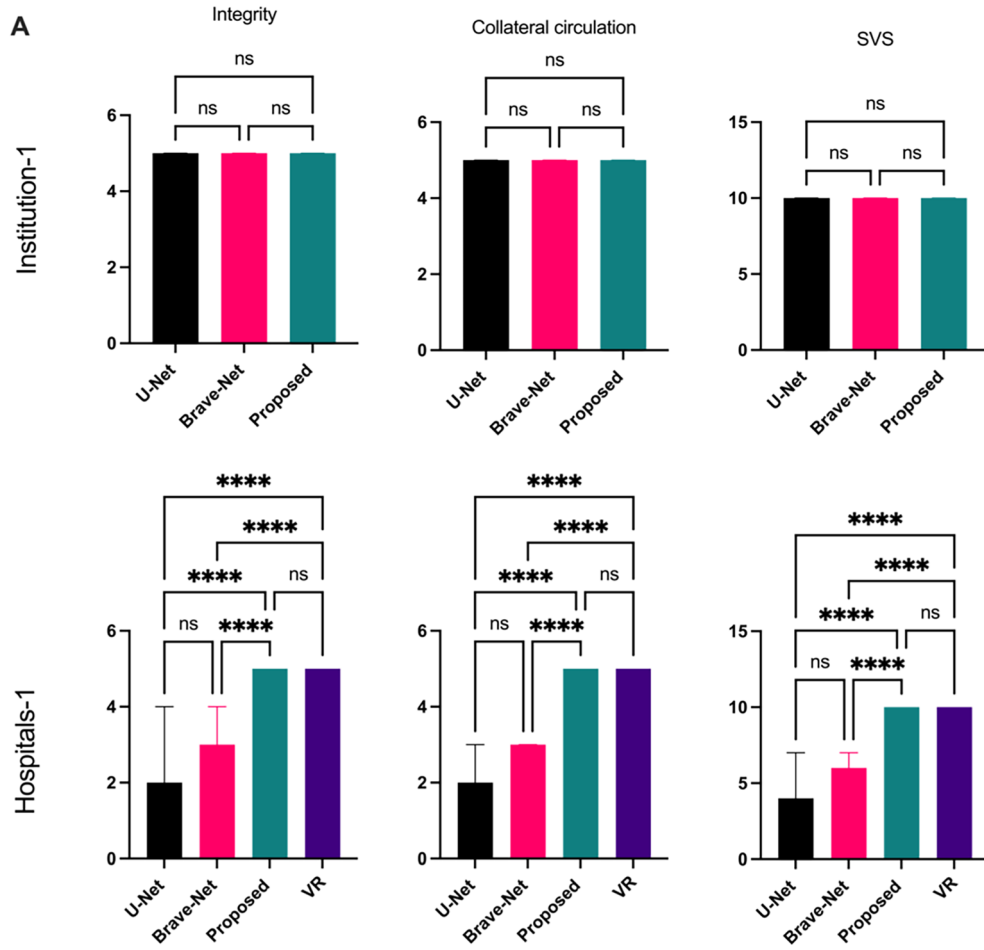 A
Integrity
Collateral circulation
SVS
Institution-1
ns
ns
ns
6
4
2
0
U-Net
Brave-Net
Proposed
ns
ns
ns
6
4
2
0
U-Net
Brave-Net
Proposed
ns
ns
ns
15
10
5
0
U-Net
Brave-Net
Proposed
Hospitals-1
****
****
****
ns
ns
****
6
4
2
0
U-Net
Brave-Net
Proposed
VR
****
****
****
ns
ns
****
6
4
2
0
U-Net
Brave-Net
Proposed
VR
****
****
****
ns
ns
****
15
10
5
0
U-Net
Brave-Net
Proposed
VR